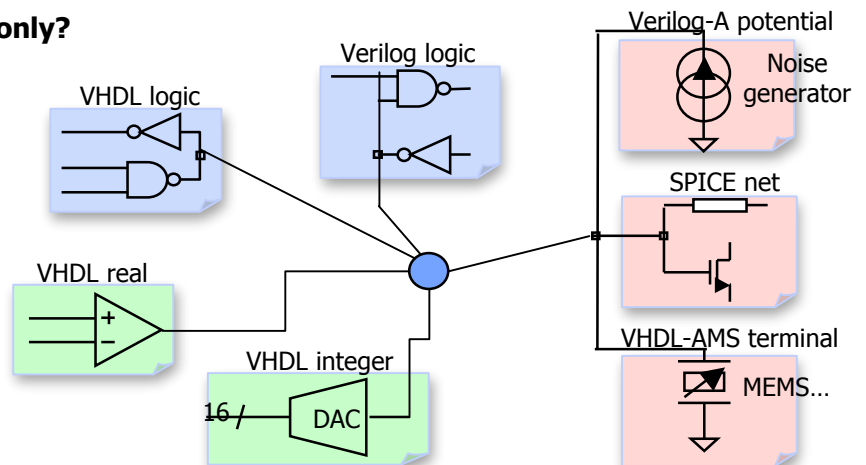 only?
Verilog-A potential
Noise
generator
Verilog logic
VHDL logic
SPICE net
VHDL real
+
−
VHDL integer
16
DAC
VHDL-AMS terminal
MEMS...